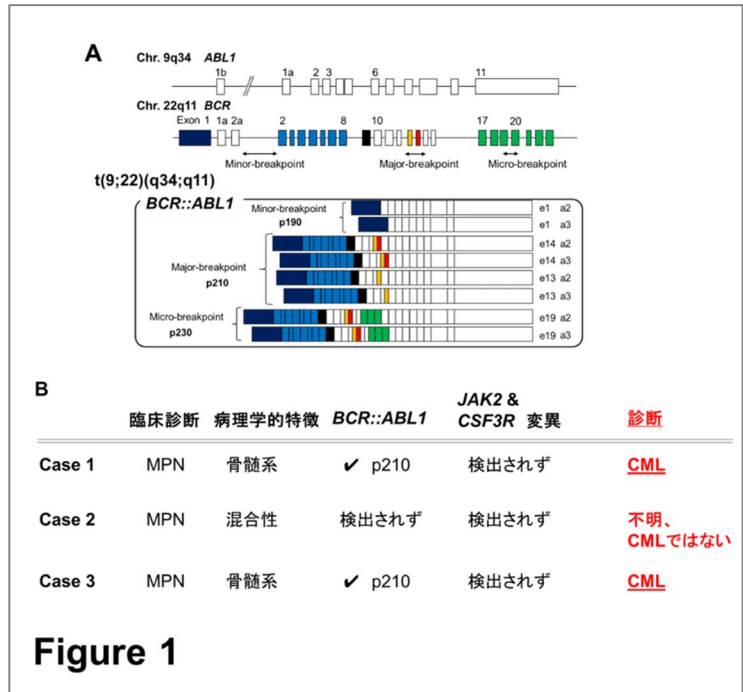 A
Chr. 9q34 ABL1
1b 1a 2 3 6 11
Chr. 22q11 BCR
Exon 1 1a 2a 2 8 10 17 20
Minor-breakpoint Major-breakpoint Micro-breakpoint
t(9;22)(q34;q11)
BCR::ABL1
Minor-breakpoint
p190
e1 a2
e1 a3
Major-breakpoint
p210
e14 a2
e14 a3
e13 a2
e13 a3
Micro-breakpoint
p230
e19 a2
e19 a3
B
臨床診断 病理学的特徴 BCR::ABL1 JAK2 &
CSF3R 変異 診断
Case 1 MPN 骨髄系 ✔ p210 検出されず CML
Case 2 MPN 混合性 検出されず 検出されず 不明、
CMLではない
Case 3 MPN 骨髄系 ✔ p210 検出されず CML
Figure 1